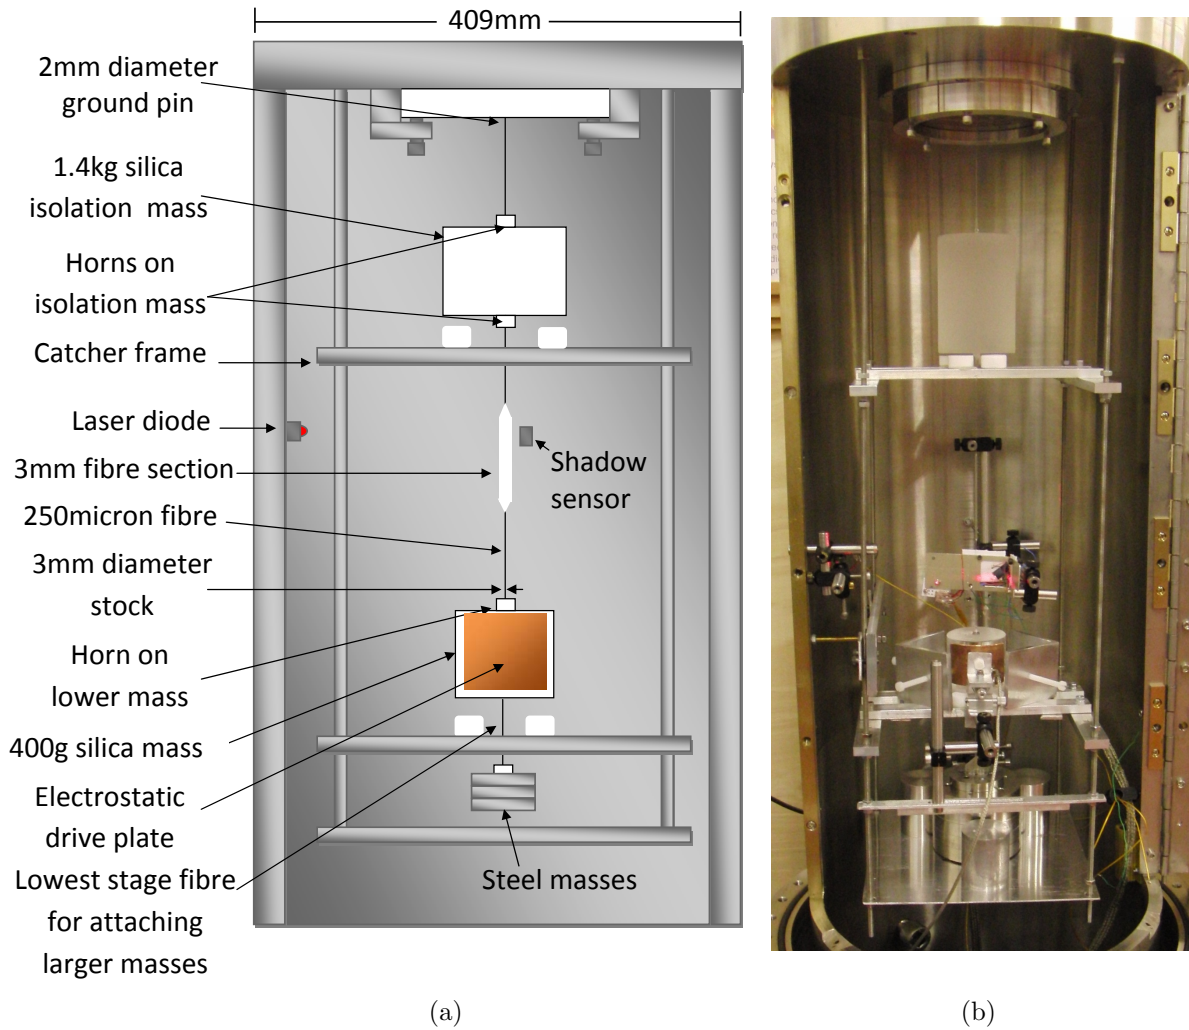 409mm
2mm diameter
ground pin
1.4kg silica
isolation mass
Horns on
isolation mass
Catcher frame
Laser diode
3mm fibre section
Shadow
sensor
250micron fibre
3mm diameter
stock
Horn on
lower mass
400g silica mass
Electrostatic
drive plate
Lowest stage fibre
for attaching
larger masses
Steel masses
(a)
(b)